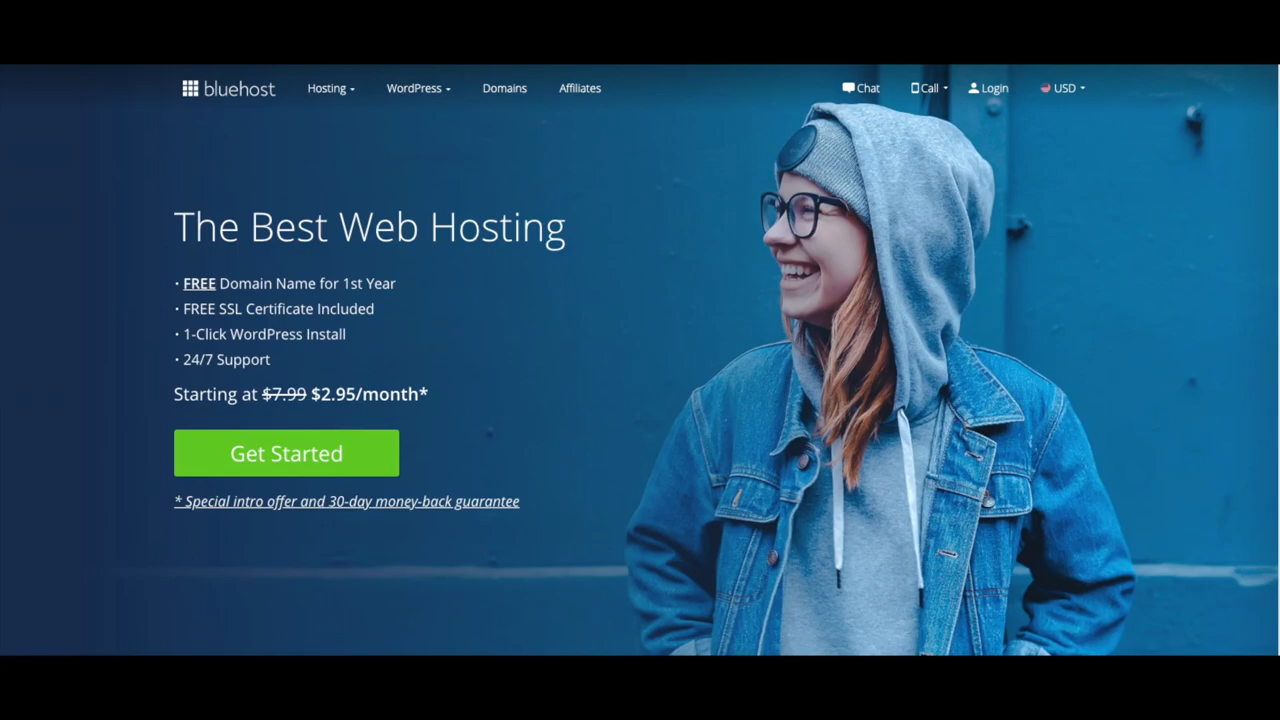 bluehost Hosting WordPress Domains Affiliates Chat Call Login USD
The Best Web Hosting
· FREE Domain Name for 1st Year
· FREE SSL Certificate Included
· 1-Click WordPress Install
· 24/7 Support
Starting at $7.99 $2.95/month*
Get Started
* Special intro offer and 30-day money-back guarantee